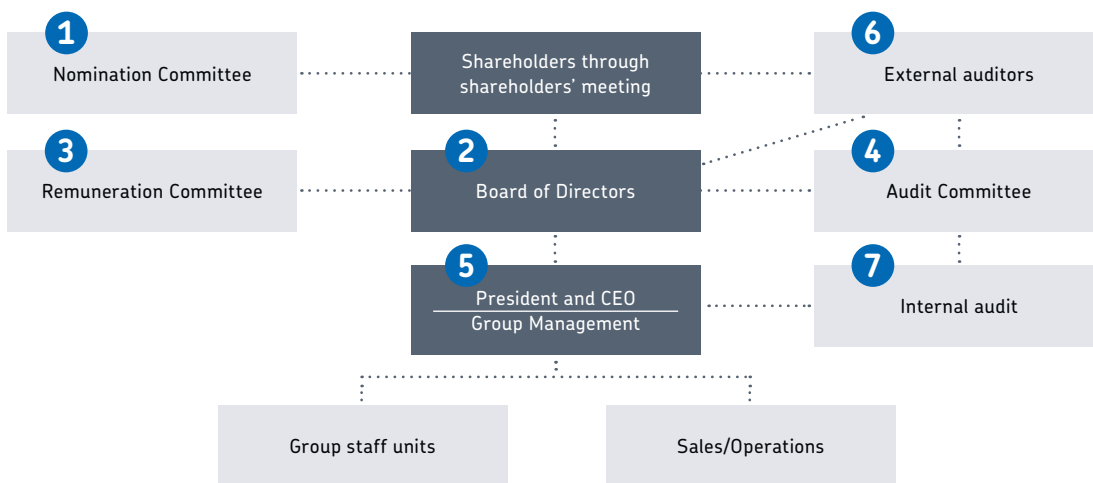 1
Nomination Committee
Shareholders through
shareholders’ meeting
6
External auditors
3
Remuneration Committee
2
Board of Directors
4
Audit Committee
5
President and CEO
Group Management
7
Internal audit
Group staff units
Sales/Operations